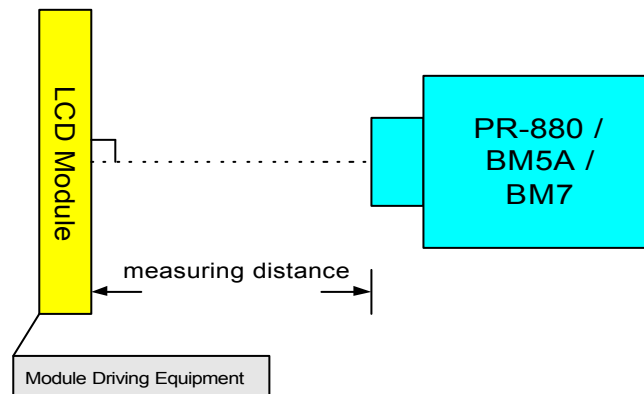 LCD Module
PR-880 /
BM5A /
BM7
measuring distance
Module Driving Equipment